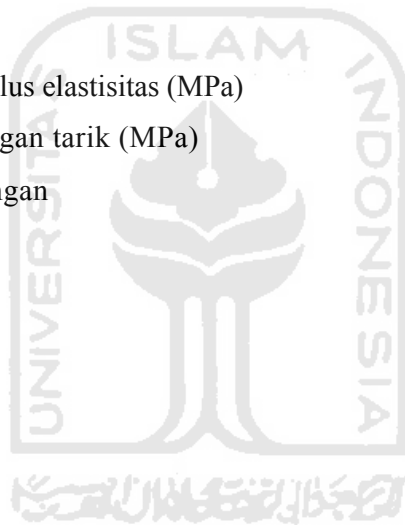 ISLAM
lus elastisitas (MPa)
gan tarik (MPa)
ngan
UNIVERSITAS
INDONESIA